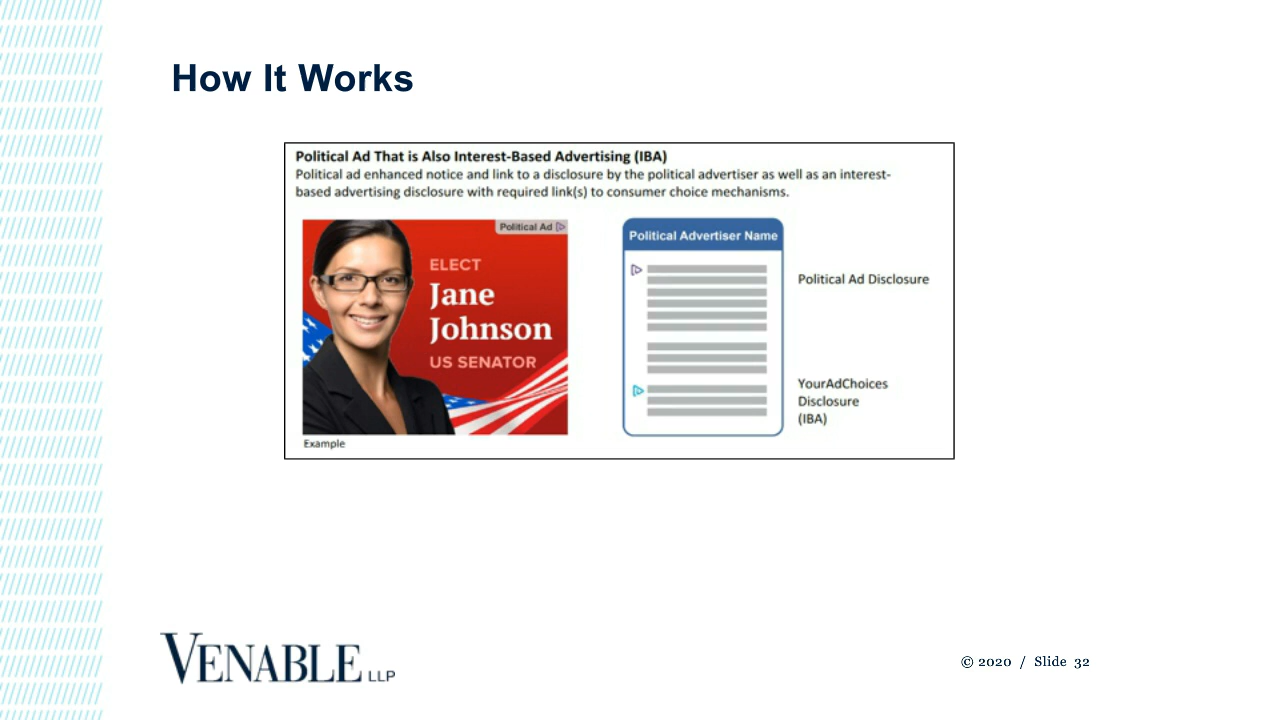 How It Works
Political Ad That is Also Interest-Based Advertising (IBA)
Political ad enhanced notice and link to a disclosure by the political advertiser as well as an interest-
based advertising disclosure with required link(s) to consumer choice mechanisms.
Political Ad
ELECT
Jane
Johnson
US SENATOR
Example
Political Advertiser Name
Political Ad Disclosure
YourAdChoices
Disclosure
(IBA)
VENABLE LLP
© 2020 / Slide 32